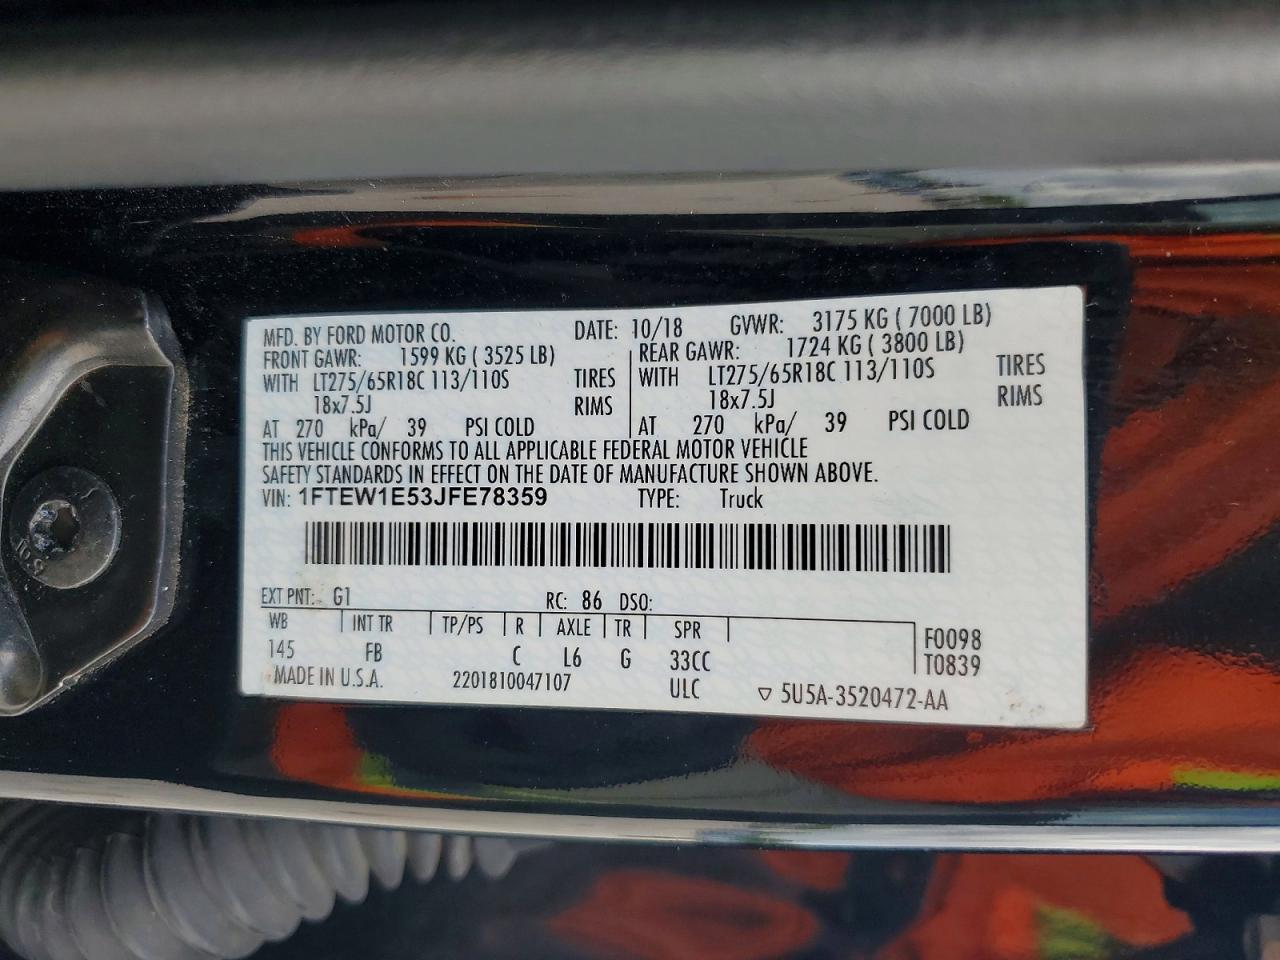 MFD. BY FORD MOTOR CO. DATE: 10/18 GVWR: 3175 KG ( 7000 LB)
FRONT GAWR: 1599 KG ( 3525 LB) REAR GAWR: 1724 KG ( 3800 LB)
WITH LT275/65R18C 113/110S TIRES WITH LT275/65R18C 113/110S TIRES
18x7.5J RIMS 18x7.5J RIMS
AT 270 kPa/ 39 PSI COLD AT 270 kPa/ 39 PSI COLD
THIS VEHICLE CONFORMS TO ALL APPLICABLE FEDERAL MOTOR VEHICLE
SAFETY STANDARDS IN EFFECT ON THE DATE OF MANUFACTURE SHOWN ABOVE.
VIN: 1FTEW1E53JFE78359 TYPE: Truck
EXT PNT: G1 RC: 86 DSO:
WB INT TR TP/PS R AXLE TR SPR F0098
145 FB C L6 G 33CC T0839
MADE IN U.S.A. 2201810047107 ULC ▽ 5U5A-3520472-AA